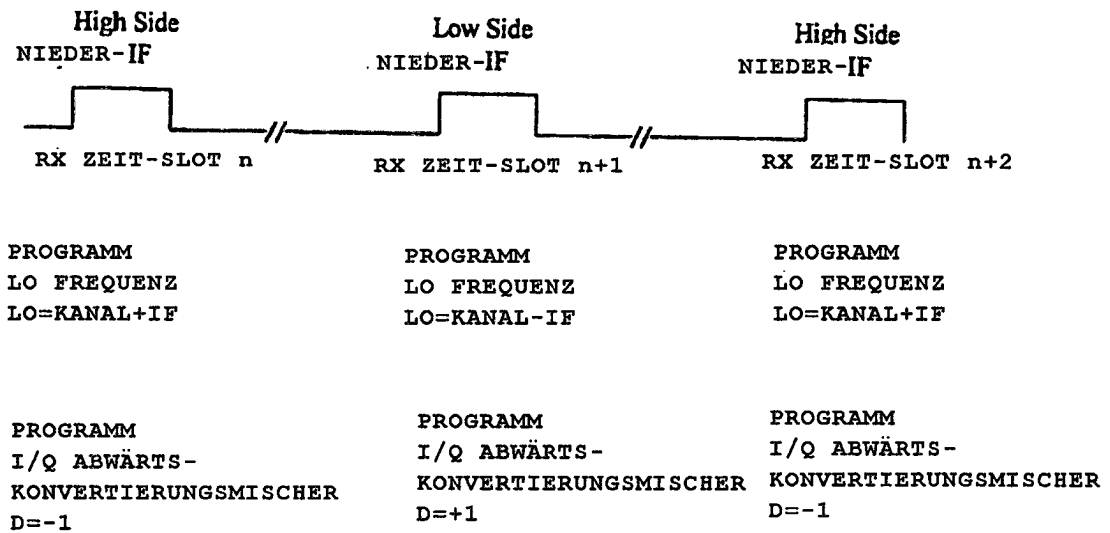 High Side
NIEDER-IF
Low Side
NIEDER-IF
High Side
NIEDER-IF
RX ZEIT-SLOT n
RX ZEIT-SLOT n+1
RX ZEIT-SLOT n+2
PROGRAMM
LO FREQUENZ
LO=KANAL+IF
PROGRAMM
LO FREQUENZ
LO=KANAL-IF
PROGRAMM
LO FREQUENZ
LO=KANAL+IF
PROGRAMM
I/Q ABWÄRTS-
KONVERTIERUNGSMISCHER
D=-1
PROGRAMM
I/Q ABWÄRTS-
KONVERTIERUNGSMISCHER
D=+1
PROGRAMM
I/Q ABWÄRTS-
KONVERTIERUNGSMISCHER
D=-1